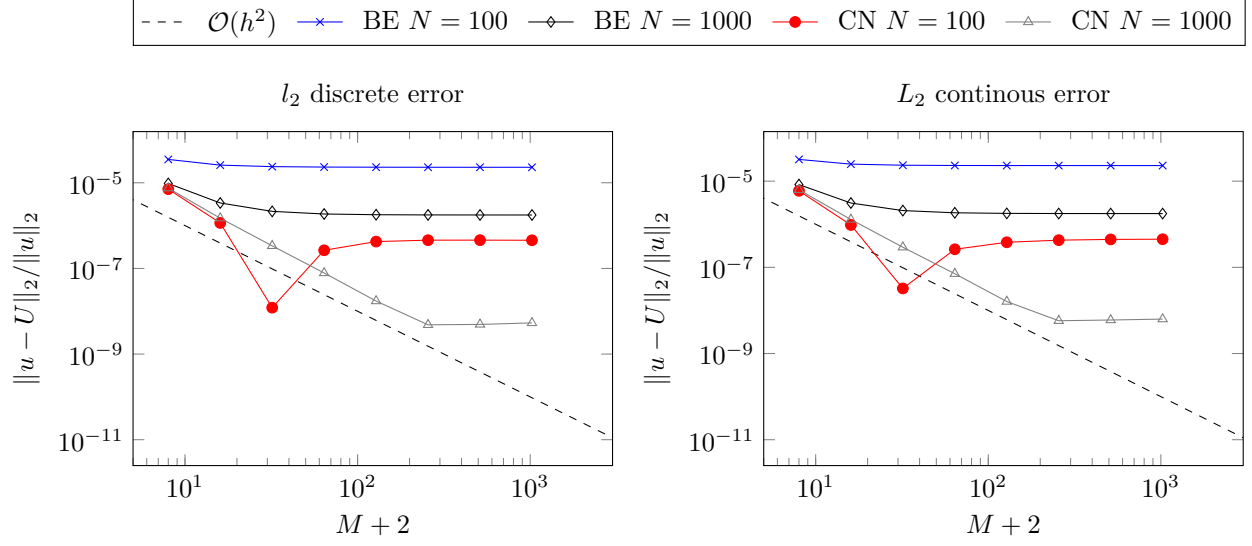 𝒪(h²) BE N = 100 BE N = 1000 CN N = 100 CN N = 1000
l₂ discrete error
‖u − U‖₂/‖u‖₂
10⁻⁵
10⁻⁷
10⁻⁹
10⁻¹¹
10¹ 10² 10³
M + 2
L₂ continous error
‖u − U‖₂/‖u‖₂
10⁻⁵
10⁻⁷
10⁻⁹
10⁻¹¹
10¹ 10² 10³
M + 2